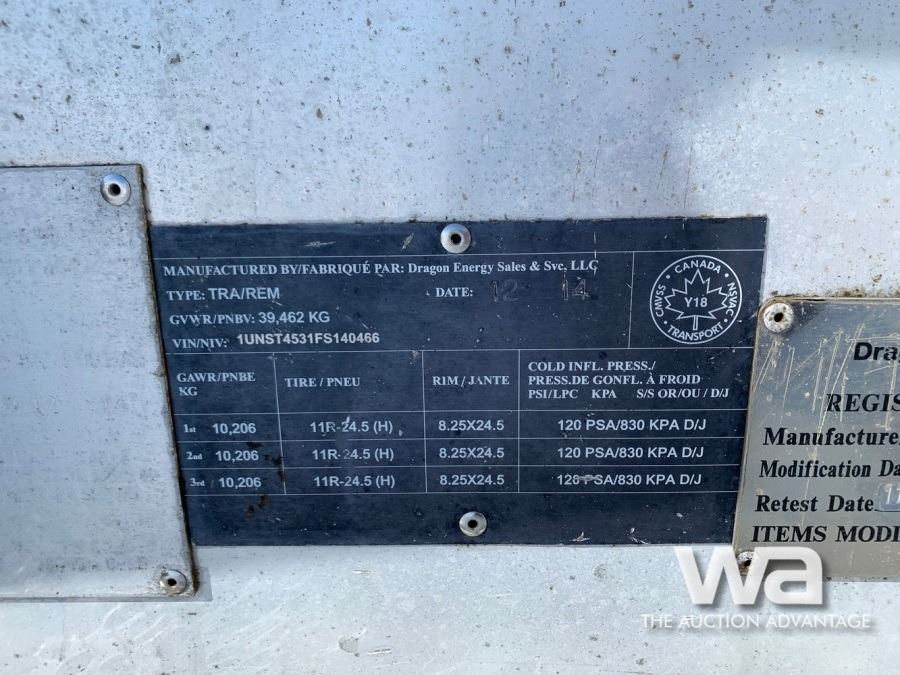 MANUFACTURED BY/FABRIQUÉ PAR: Dragon Energy Sales & Svc, LLC
TYPE: TRA/REM DATE: 12 14
GVWR/PNBV: 39,462 KG
VIN/NIV: 1UNST4531FS140466
CANADA
CMVSS Y18 NSVAC
TRANSPORT
GAWR/PNBE KG TIRE / PNEU RIM / JANTE COLD INFL. PRESS./
PRESS.DE GONFL. À FROID
PSI/LPC KPA S/S OR/OU / D/J
1st 10,206 11R-24.5 (H) 8.25X24.5 120 PSA/830 KPA D/J
2nd 10,206 11R-24.5 (H) 8.25X24.5 120 PSA/830 KPA D/J
3rd 10,206 11R-24.5 (H) 8.25X24.5 120 PSA/830 KPA D/J
Dra
REGIS
Manufacture
Modification Da
Retest Date 17
ITEMS MODI
wa
THE AUCTION ADVANTAGE